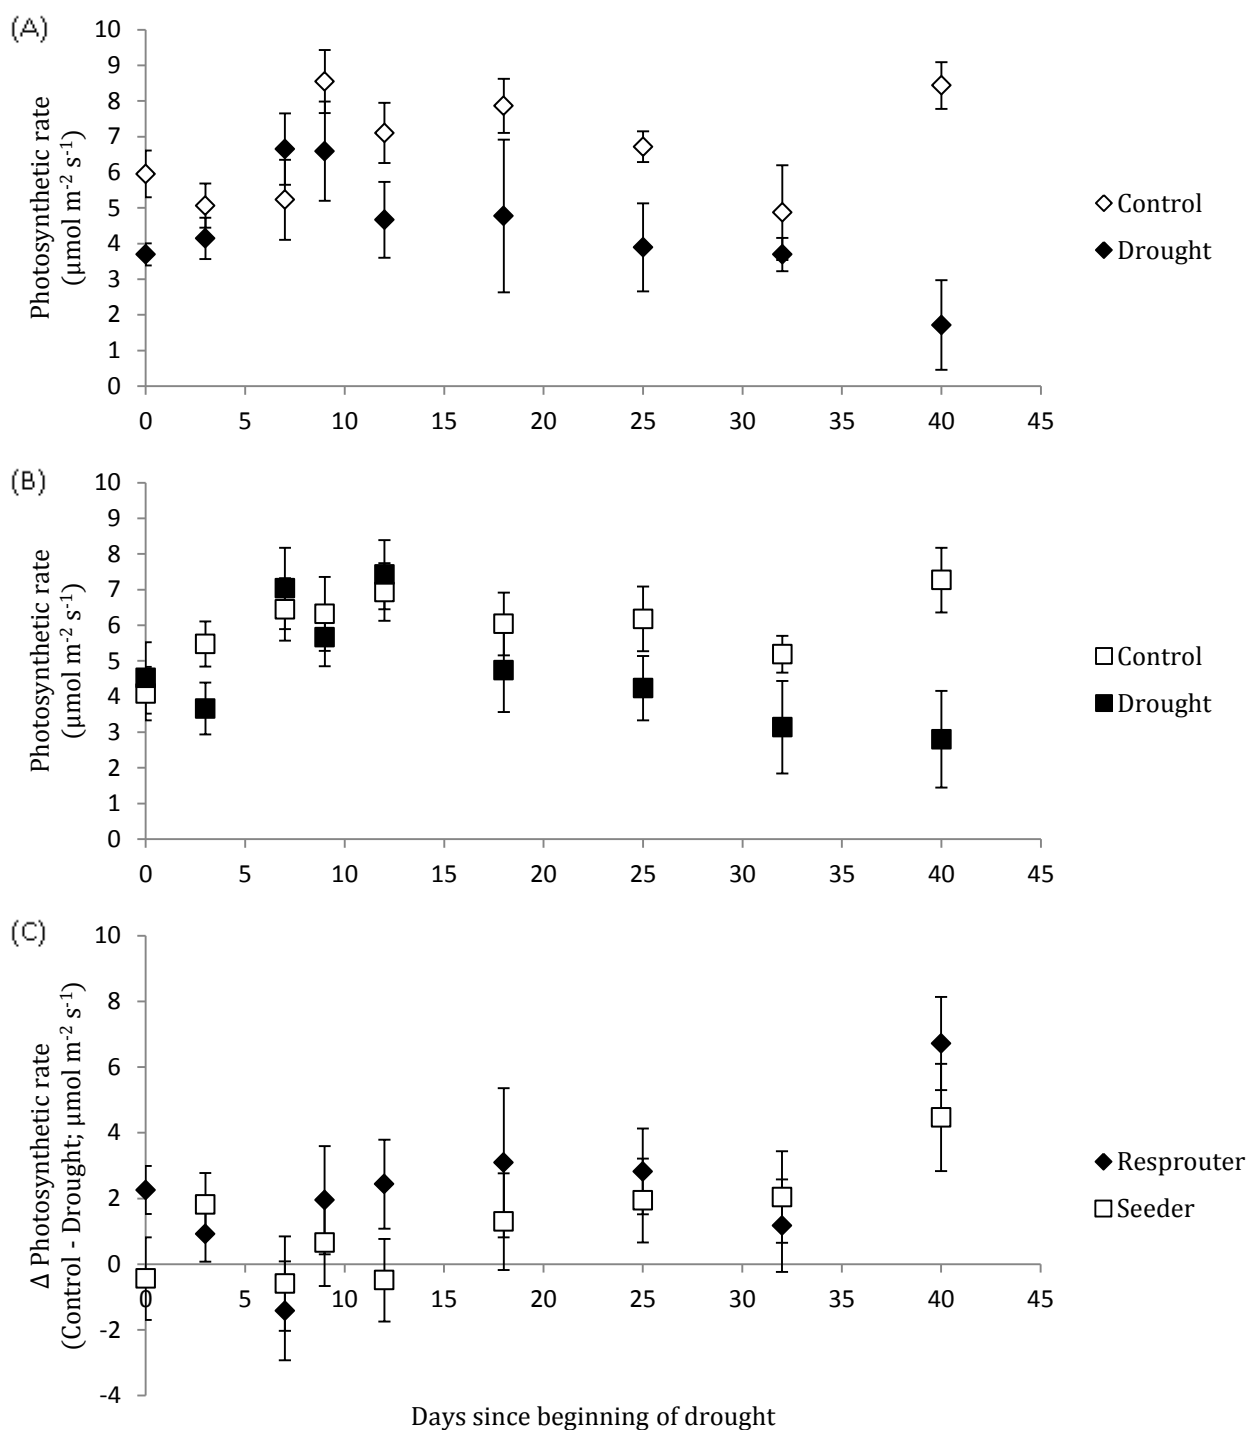 (A)
Photosynthetic rate
(μmol m⁻² s⁻¹)
10
9
8
7
6
5
4
3
2
1
0
0 5 10 15 20 25 30 35 40 45
Control
Drought
(B)
Photosynthetic rate
(μmol m⁻² s⁻¹)
10
9
8
7
6
5
4
3
2
1
0
0 5 10 15 20 25 30 35 40 45
Control
Drought
(C)
Δ Photosynthetic rate
(Control - Drought; μmol m⁻² s⁻¹)
10
8
6
4
2
0
-2
-4
0 5 10 15 20 25 30 35 40 45
Resprouter
Seeder
Days since beginning of drought